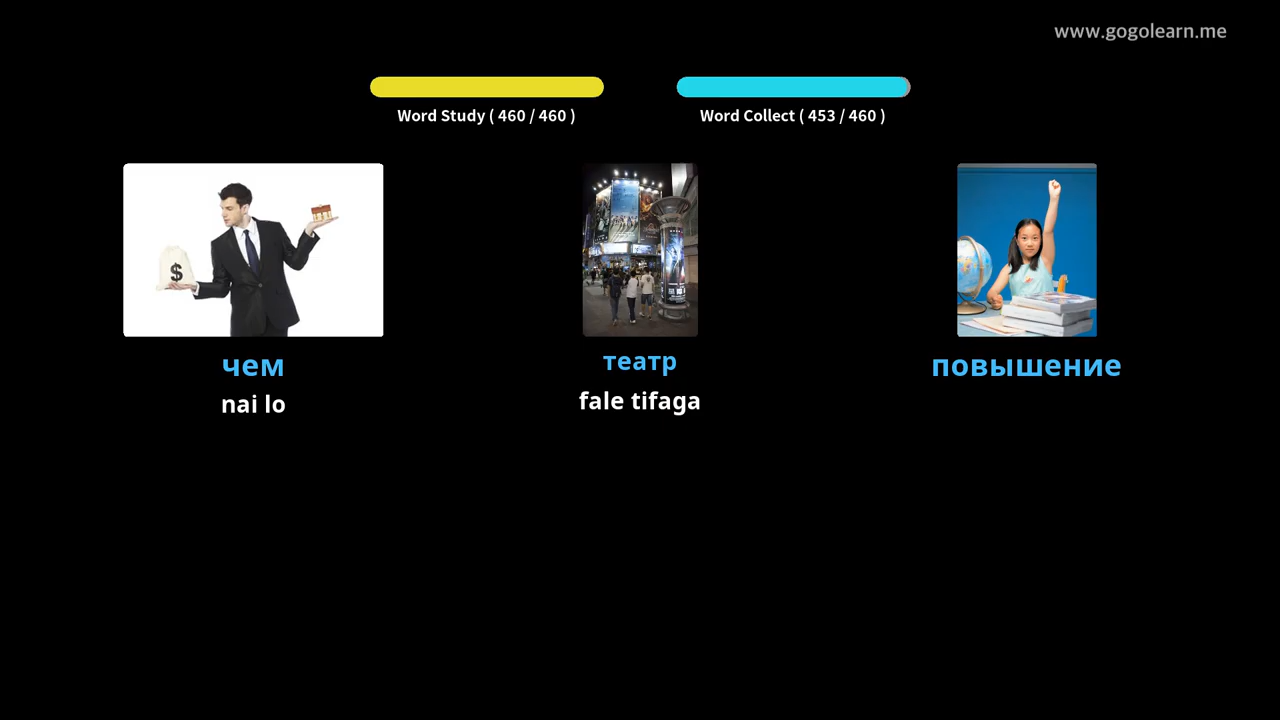 www.gogolearn.me
Word Study ( 460 / 460 )
Word Collect ( 453 / 460 )
чем
театр
повышение
nai lo
fale tifaga